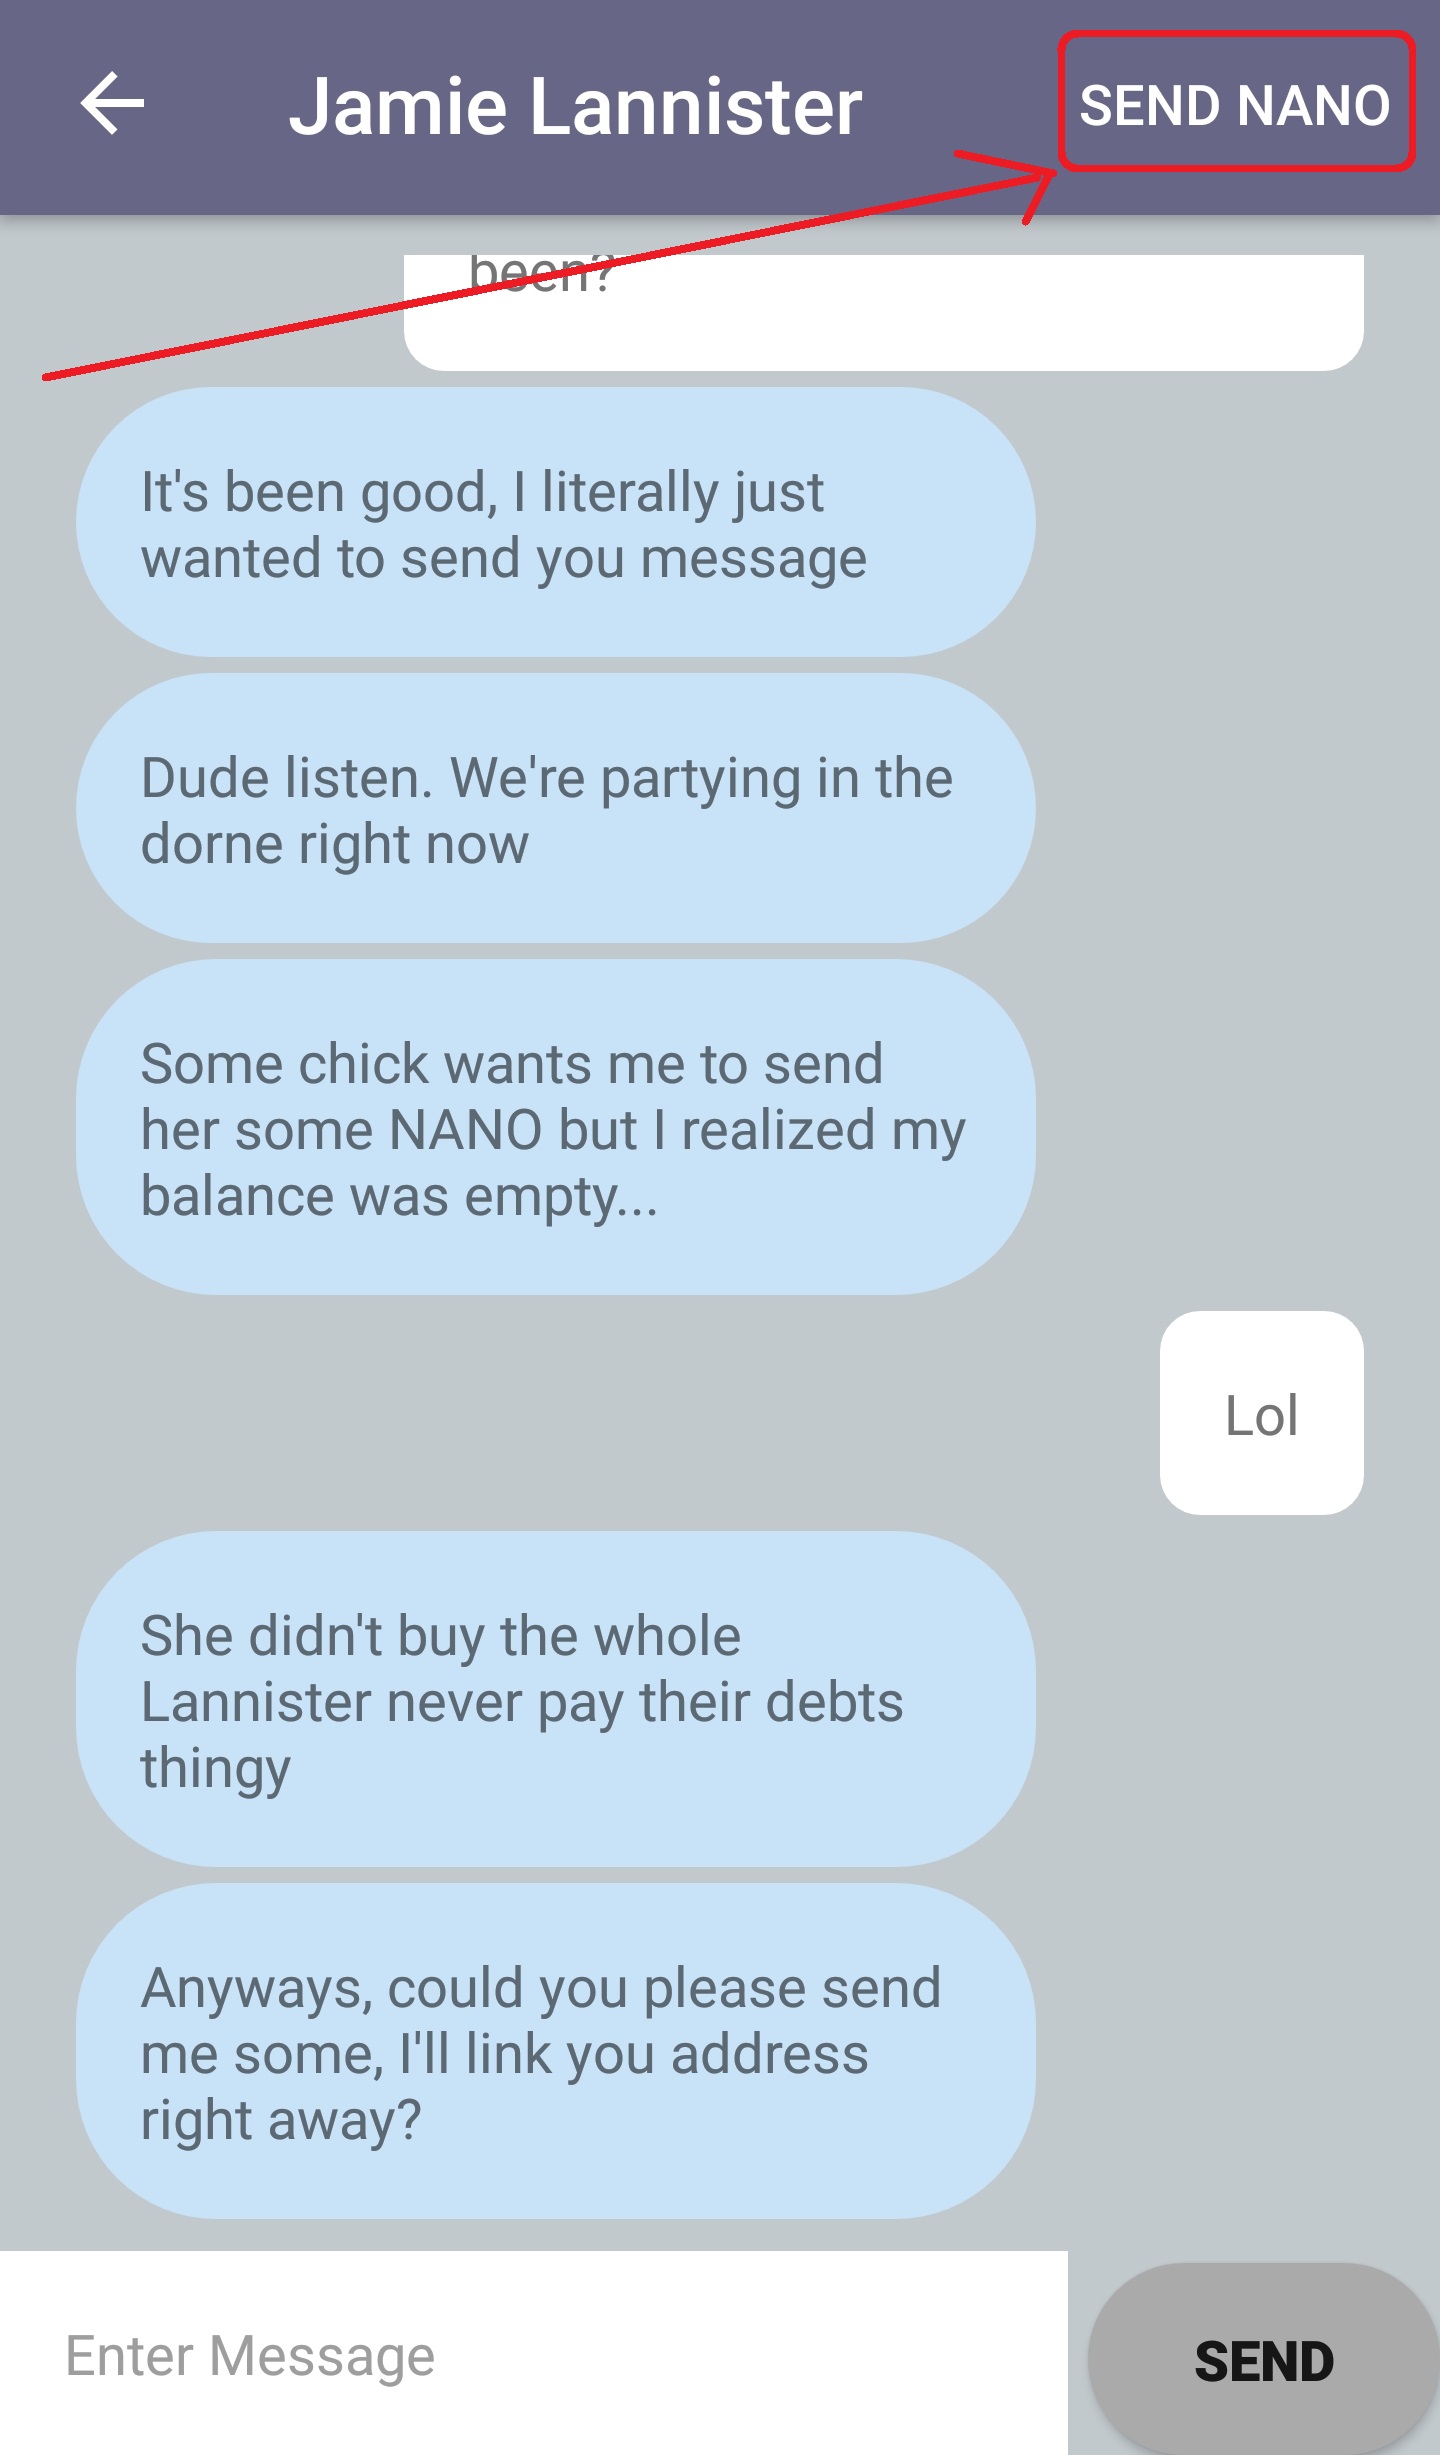 Jamie Lannister
SEND NANO
been?
It's been good, I literally just
wanted to send you message
Dude listen. We're partying in the
dorne right now
Some chick wants me to send
her some NANO but I realized my
balance was empty...
Lol
She didn't buy the whole
Lannister never pay their debts
thingy
Anyways, could you please send
me some, I'll link you address
right away?
Enter Message
SEND